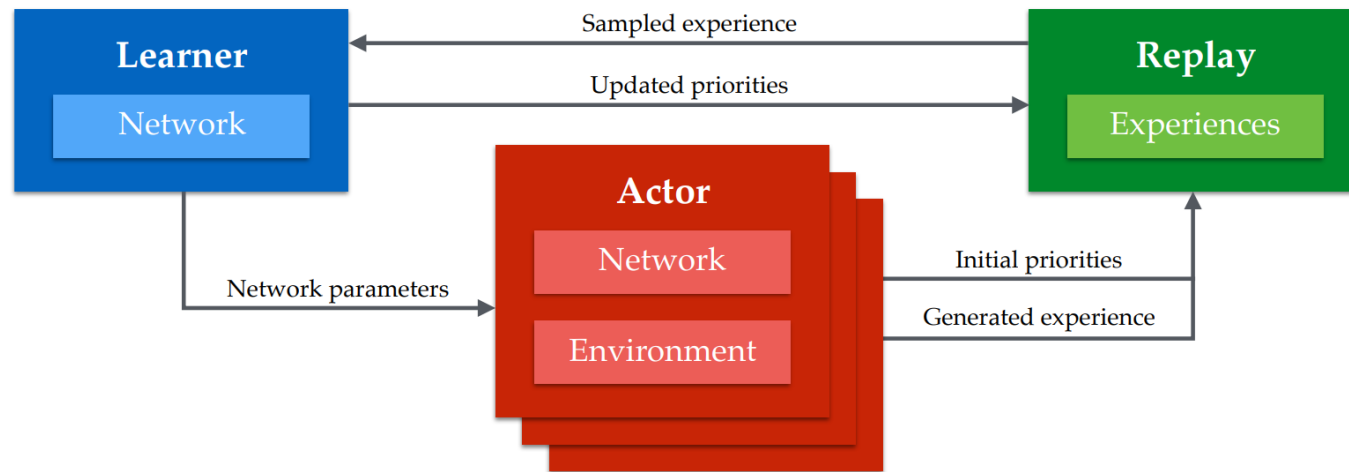 Sampled experience
Learner
Replay
Updated priorities
Network
Experiences
Actor
Network
Initial priorities
Network parameters
Generated experience
Environment